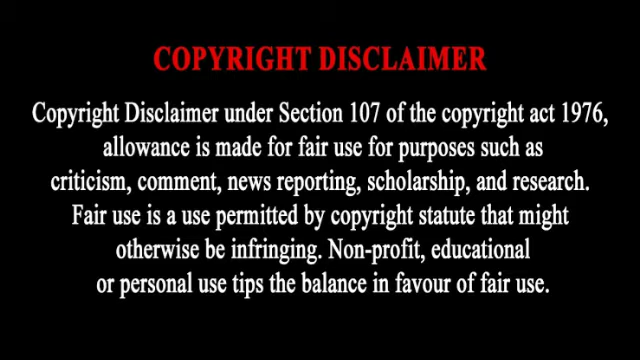 COPYRIGHT DISCLAIMER
Copyright Disclaimer under Section 107 of the copyright act 1976,
allowance is made for fair use for purposes such as
criticism, comment, news reporting, scholarship, and research.
Fair use is a use permitted by copyright statute that might
otherwise be infringing. Non-profit, educational
or personal use tips the balance in favour of fair use.